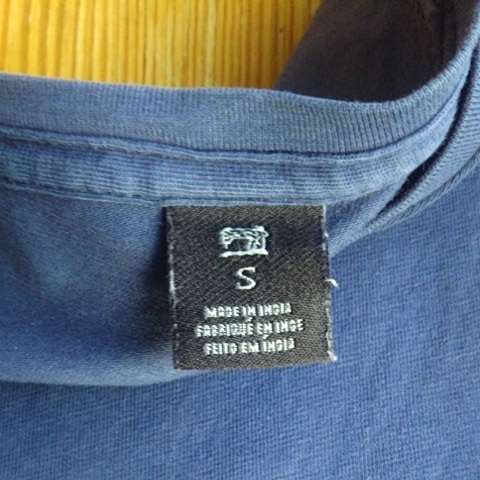 S
MADE IN INDIA
FABRIQUÉ EN INDE
FEITO EM ÍNDIA